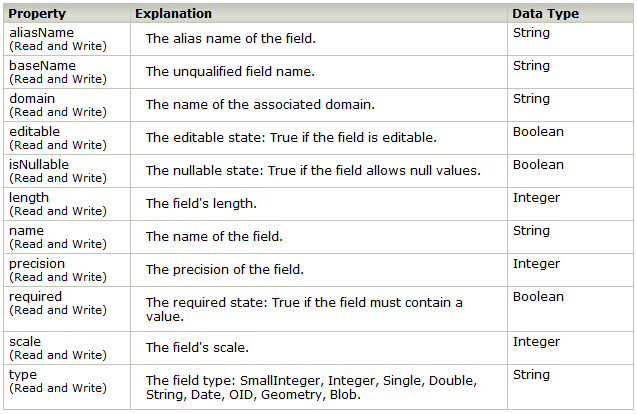 Property Explanation Data Type
aliasName The alias name of the field. String
(Read and Write)
baseName The unqualified field name. String
(Read and Write)
domain The name of the associated domain. String
(Read and Write)
editable The editable state: True if the field is editable. Boolean
(Read and Write)
isNullable The nullable state: True if the field allows null values. Boolean
(Read and Write)
length The field's length. Integer
(Read and Write)
name The name of the field. String
(Read and Write)
precision The precision of the field. Integer
(Read and Write)
required The required state: True if the field must contain a Boolean
(Read and Write) value.
scale The field's scale. Integer
(Read and Write)
type The field type: SmallInteger, Integer, Single, Double, String
(Read and Write) String, Date, OID, Geometry, Blob.